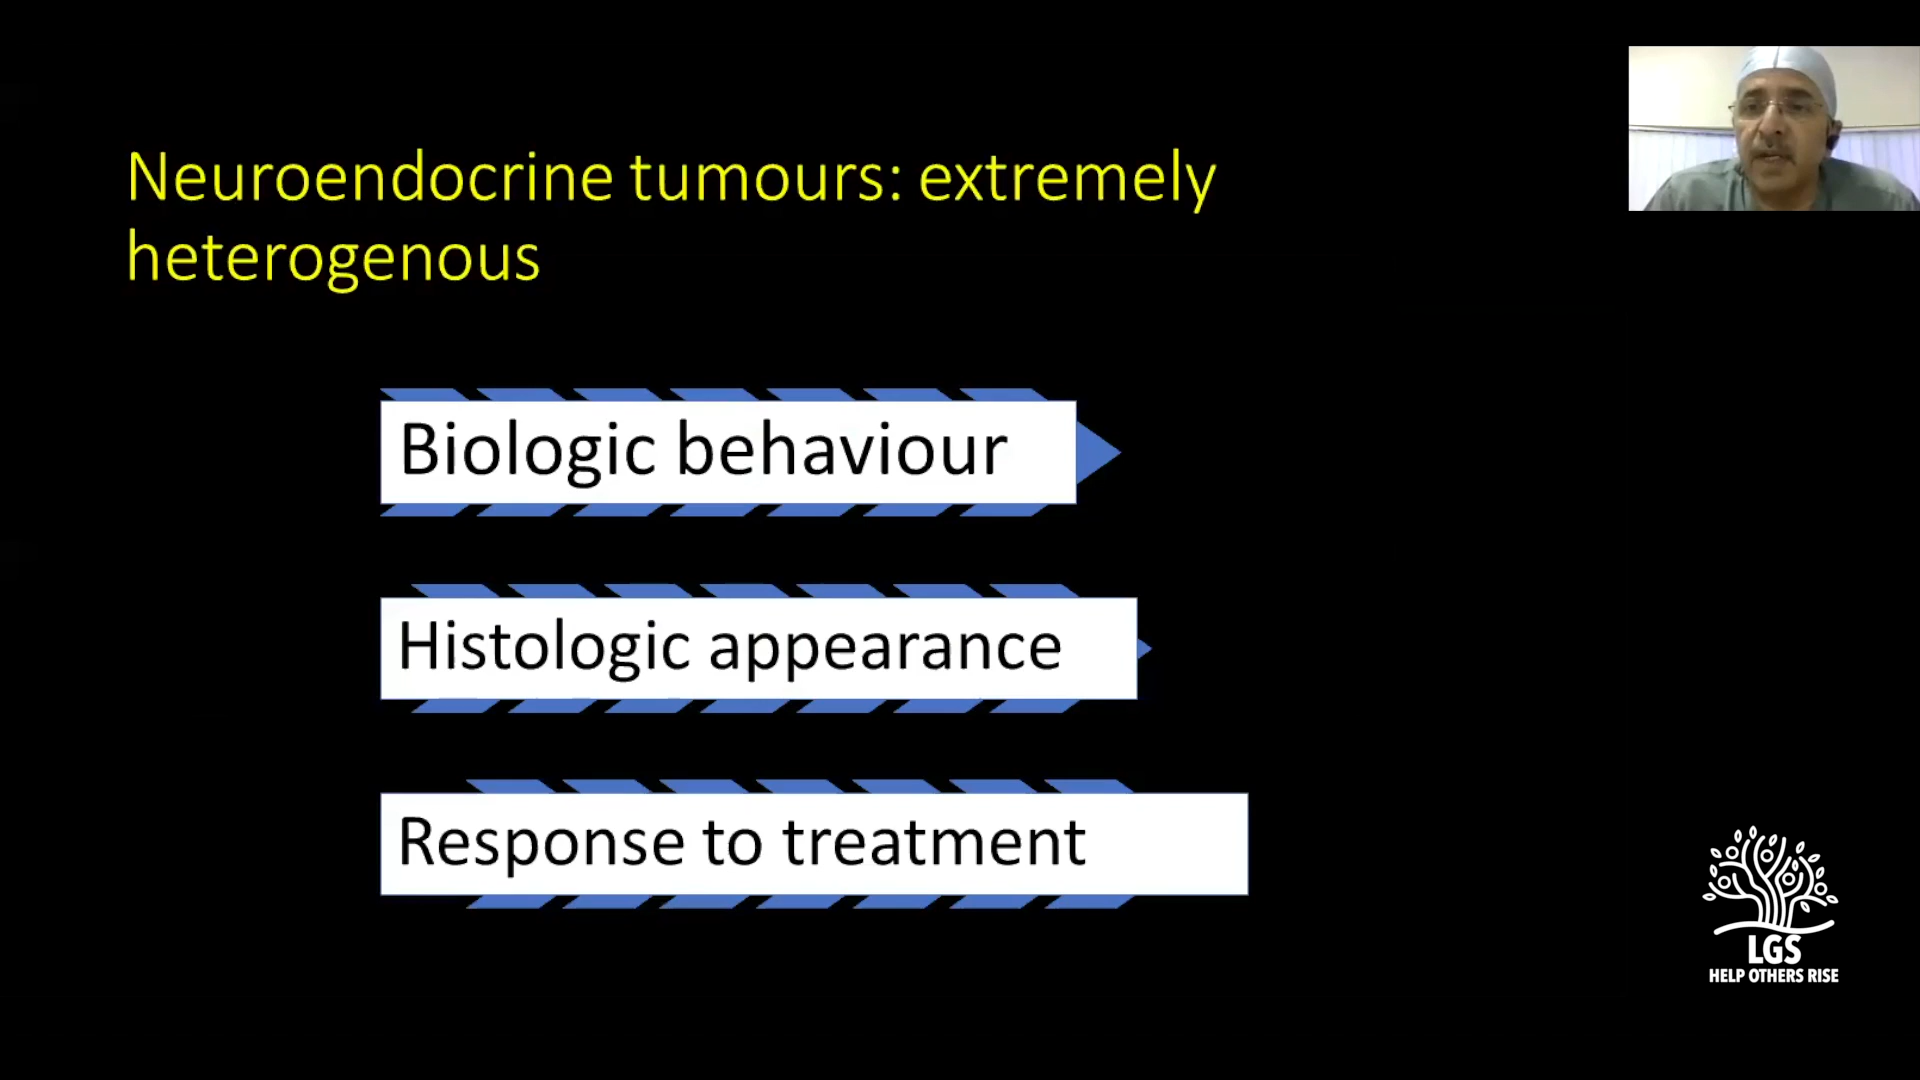 Neuroendocrine tumours: extremely
heterogenous
Biologic behaviour
Histologic appearance
Response to treatment
LGS
HELP OTHERS RISE